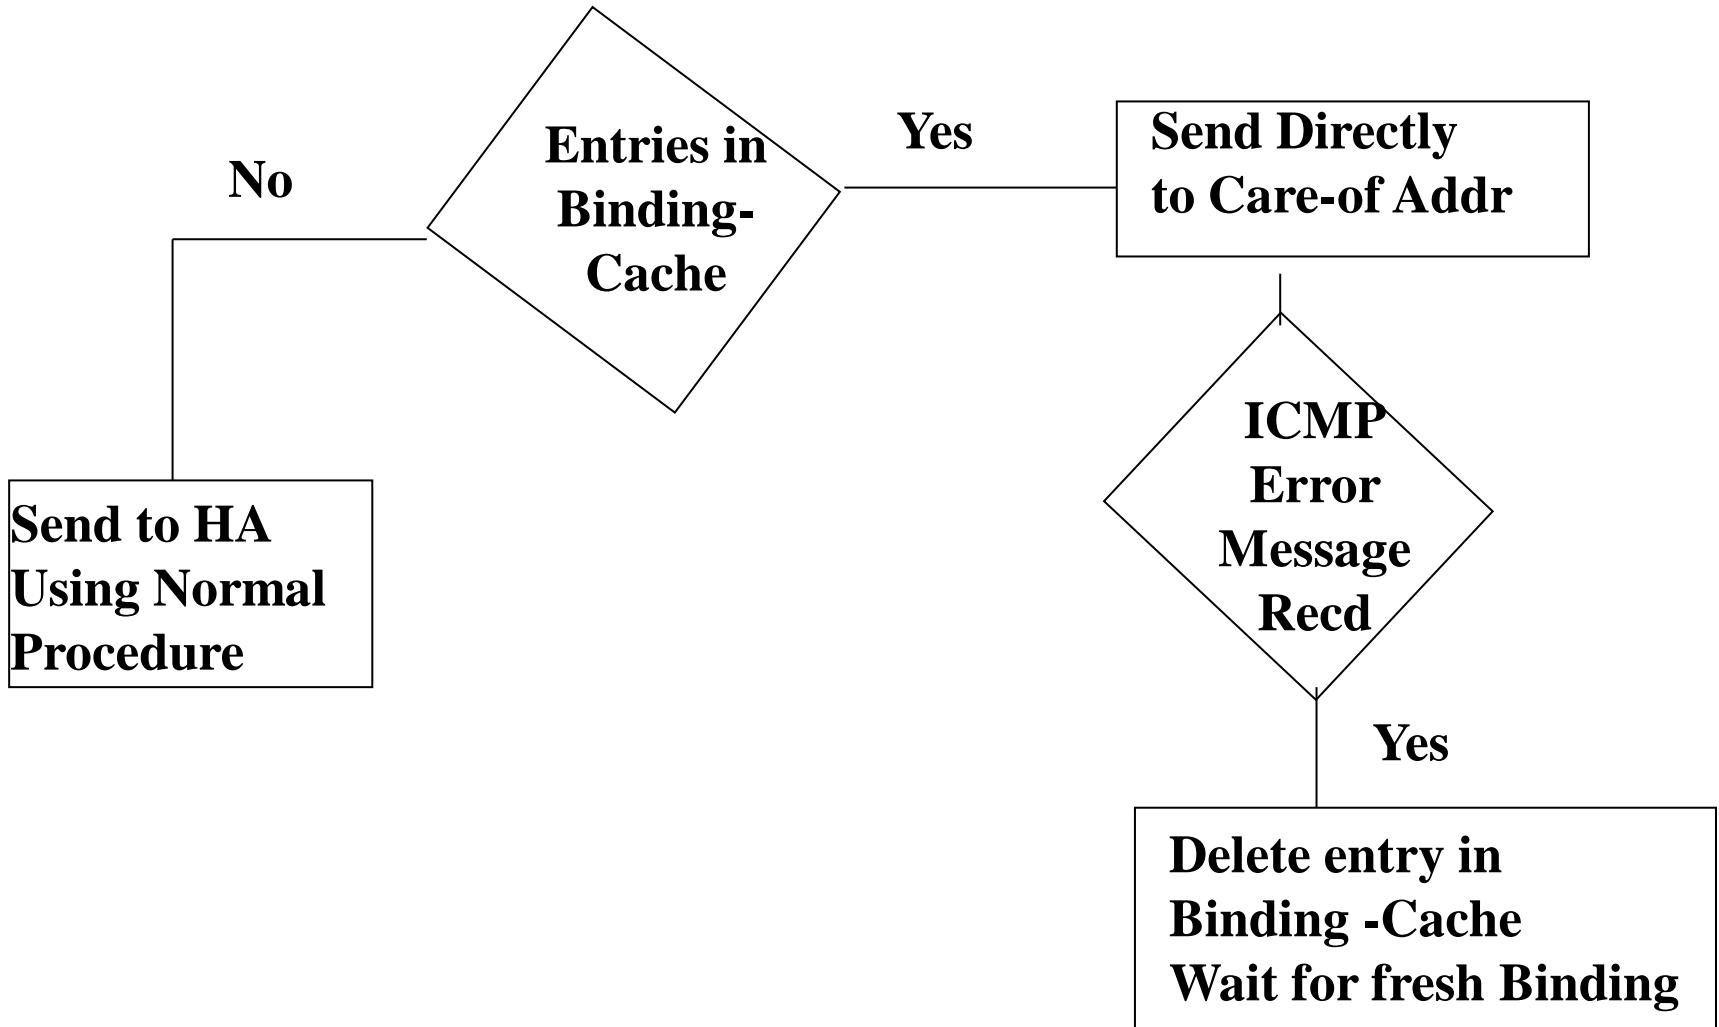 No
Entries in
Binding-
Cache
Yes
Send Directly
to Care-of Addr
Send to HA
Using Normal
Procedure
ICMP
Error
Message
Recd
Yes
Delete entry in
Binding -Cache
Wait for fresh Binding